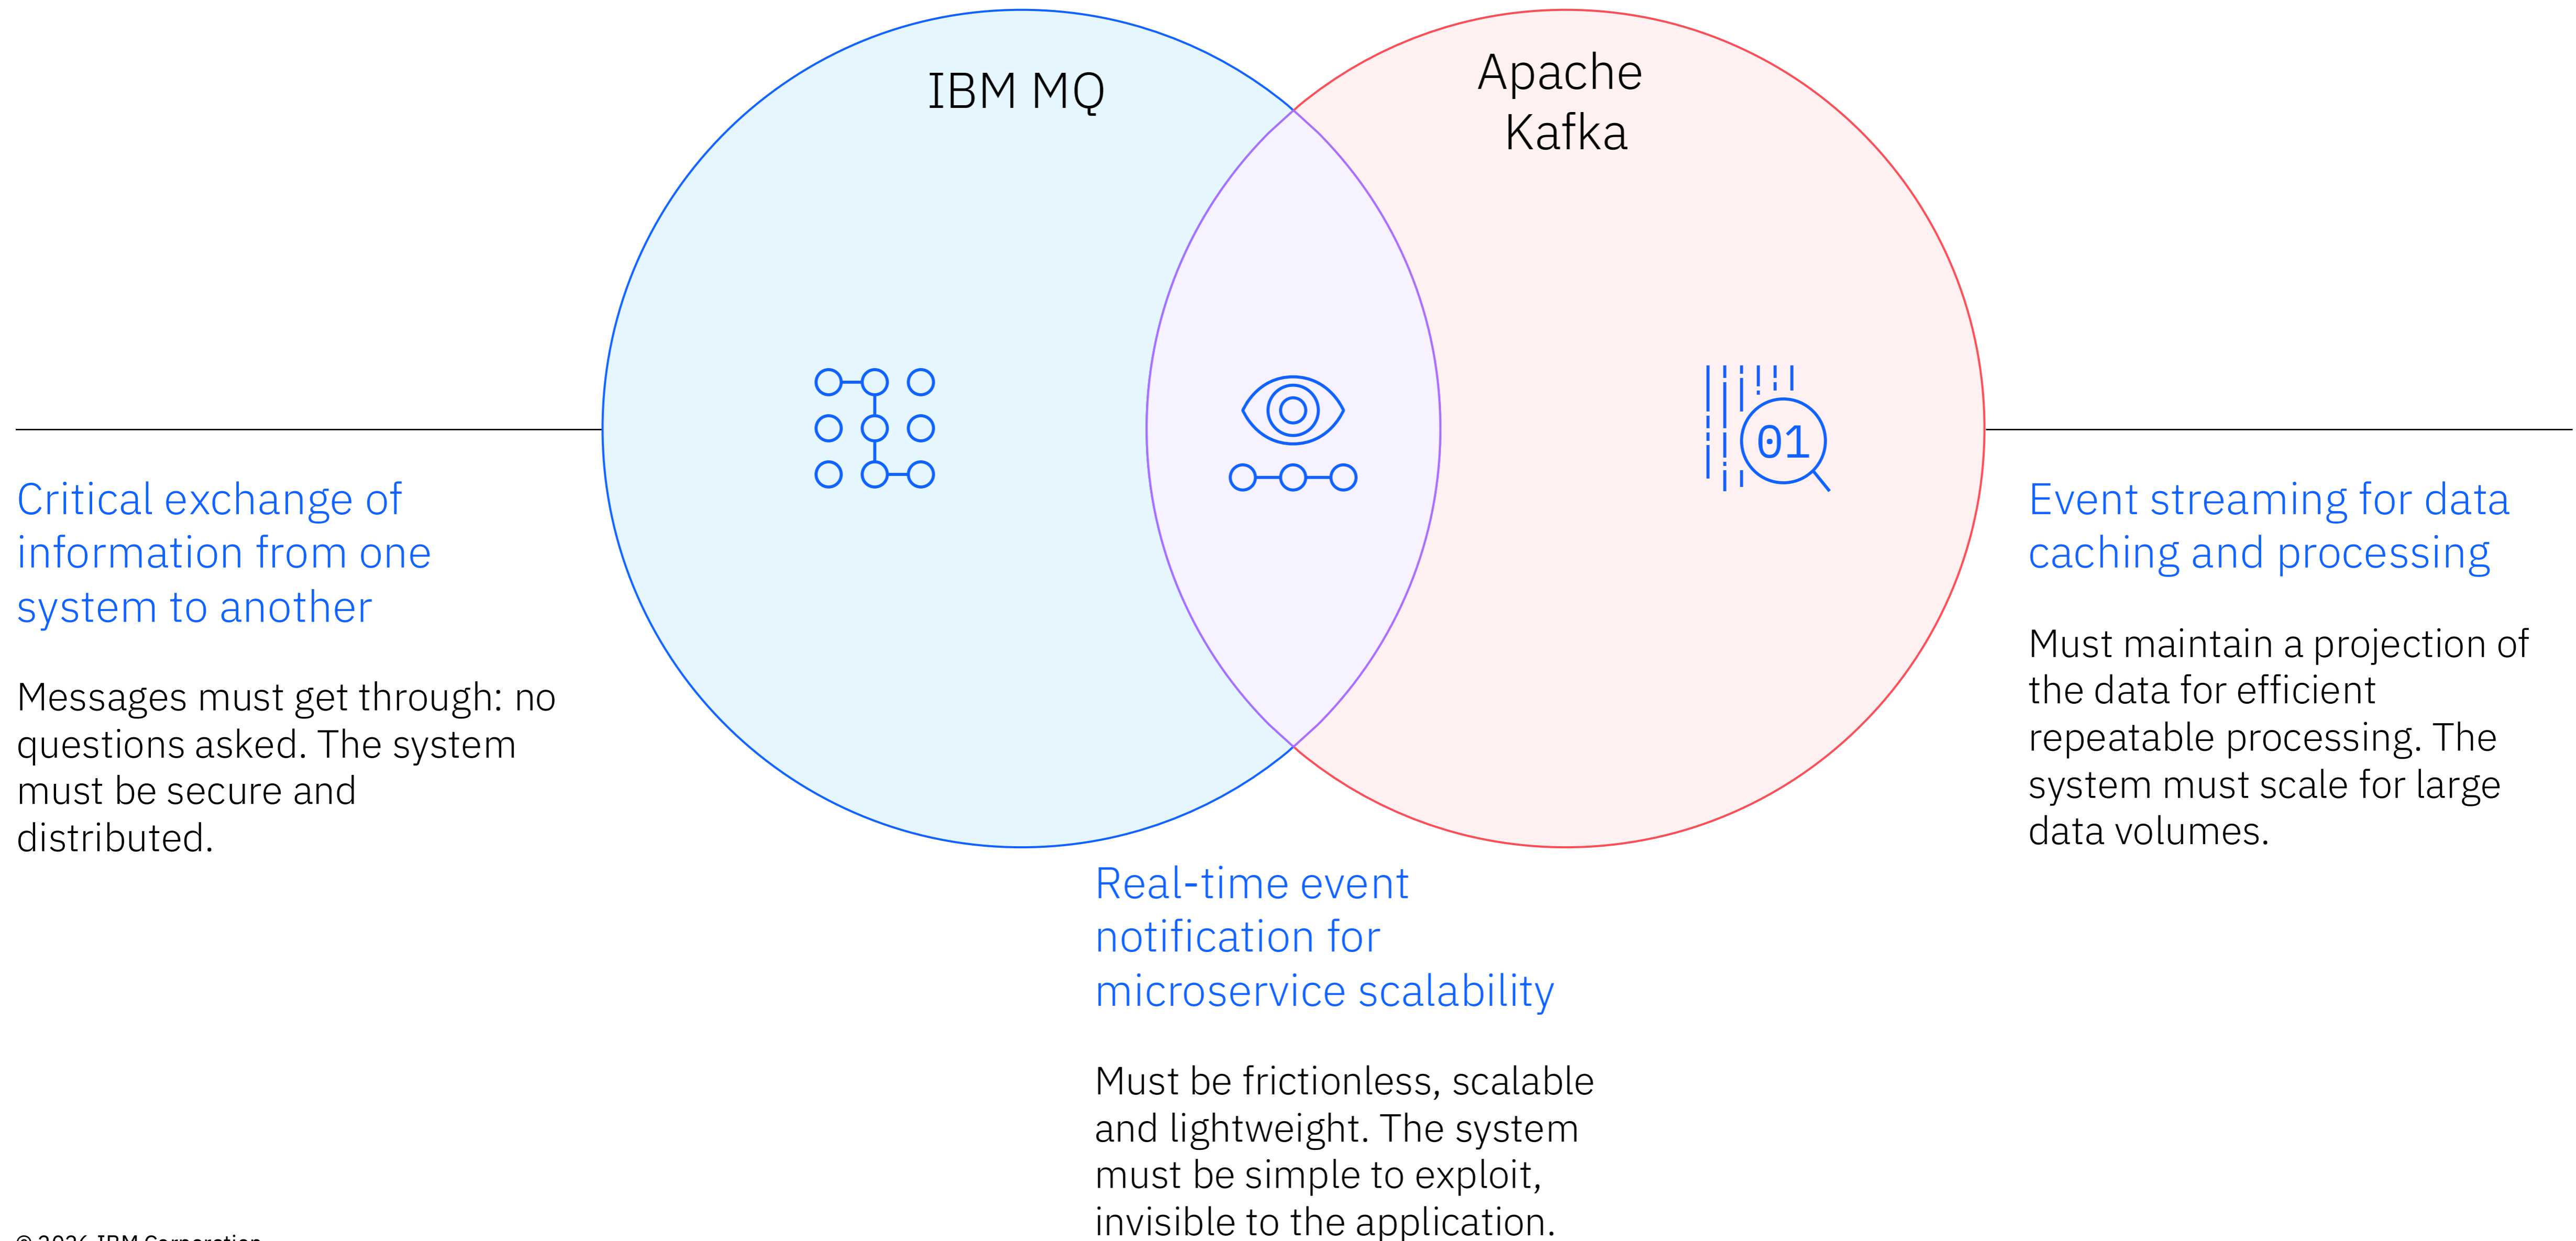 IBM MQ
Apache
Kafka
01
Critical exchange of
information from one
system to another
Messages must get through: no
questions asked. The system
must be secure and
distributed.
Event streaming for data
caching and processing
Must maintain a projection of
the data for efficient
repeatable processing. The
system must scale for large
data volumes.
Real-time event
notification for
microservice scalability
Must be frictionless, scalable
and lightweight. The system
must be simple to exploit,
invisible to the application.
© 2026 IBM Corporation